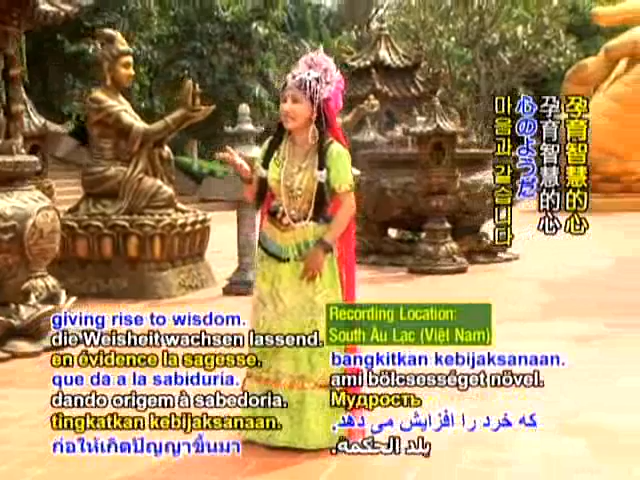 孕育智慧的心
孕育智慧的心
心のようだ
마음과 같습니다
giving rise to wisdom.
die Weisheit wachsen lassend.
en évidence la sagesse.
que da a la sabiduría.
dando origem à sabedoria.
tingkatkan kebijaksanaan.
ก่อให้เกิดปัญญาขึ้นมา
Recording Location:
South Âu Lạc (Việt Nam)
bangkitkan kebijaksanaan.
ami bölcsességet növel.
Мудрость
که خرد را افزایش می دهد.
بلد الحكمة.